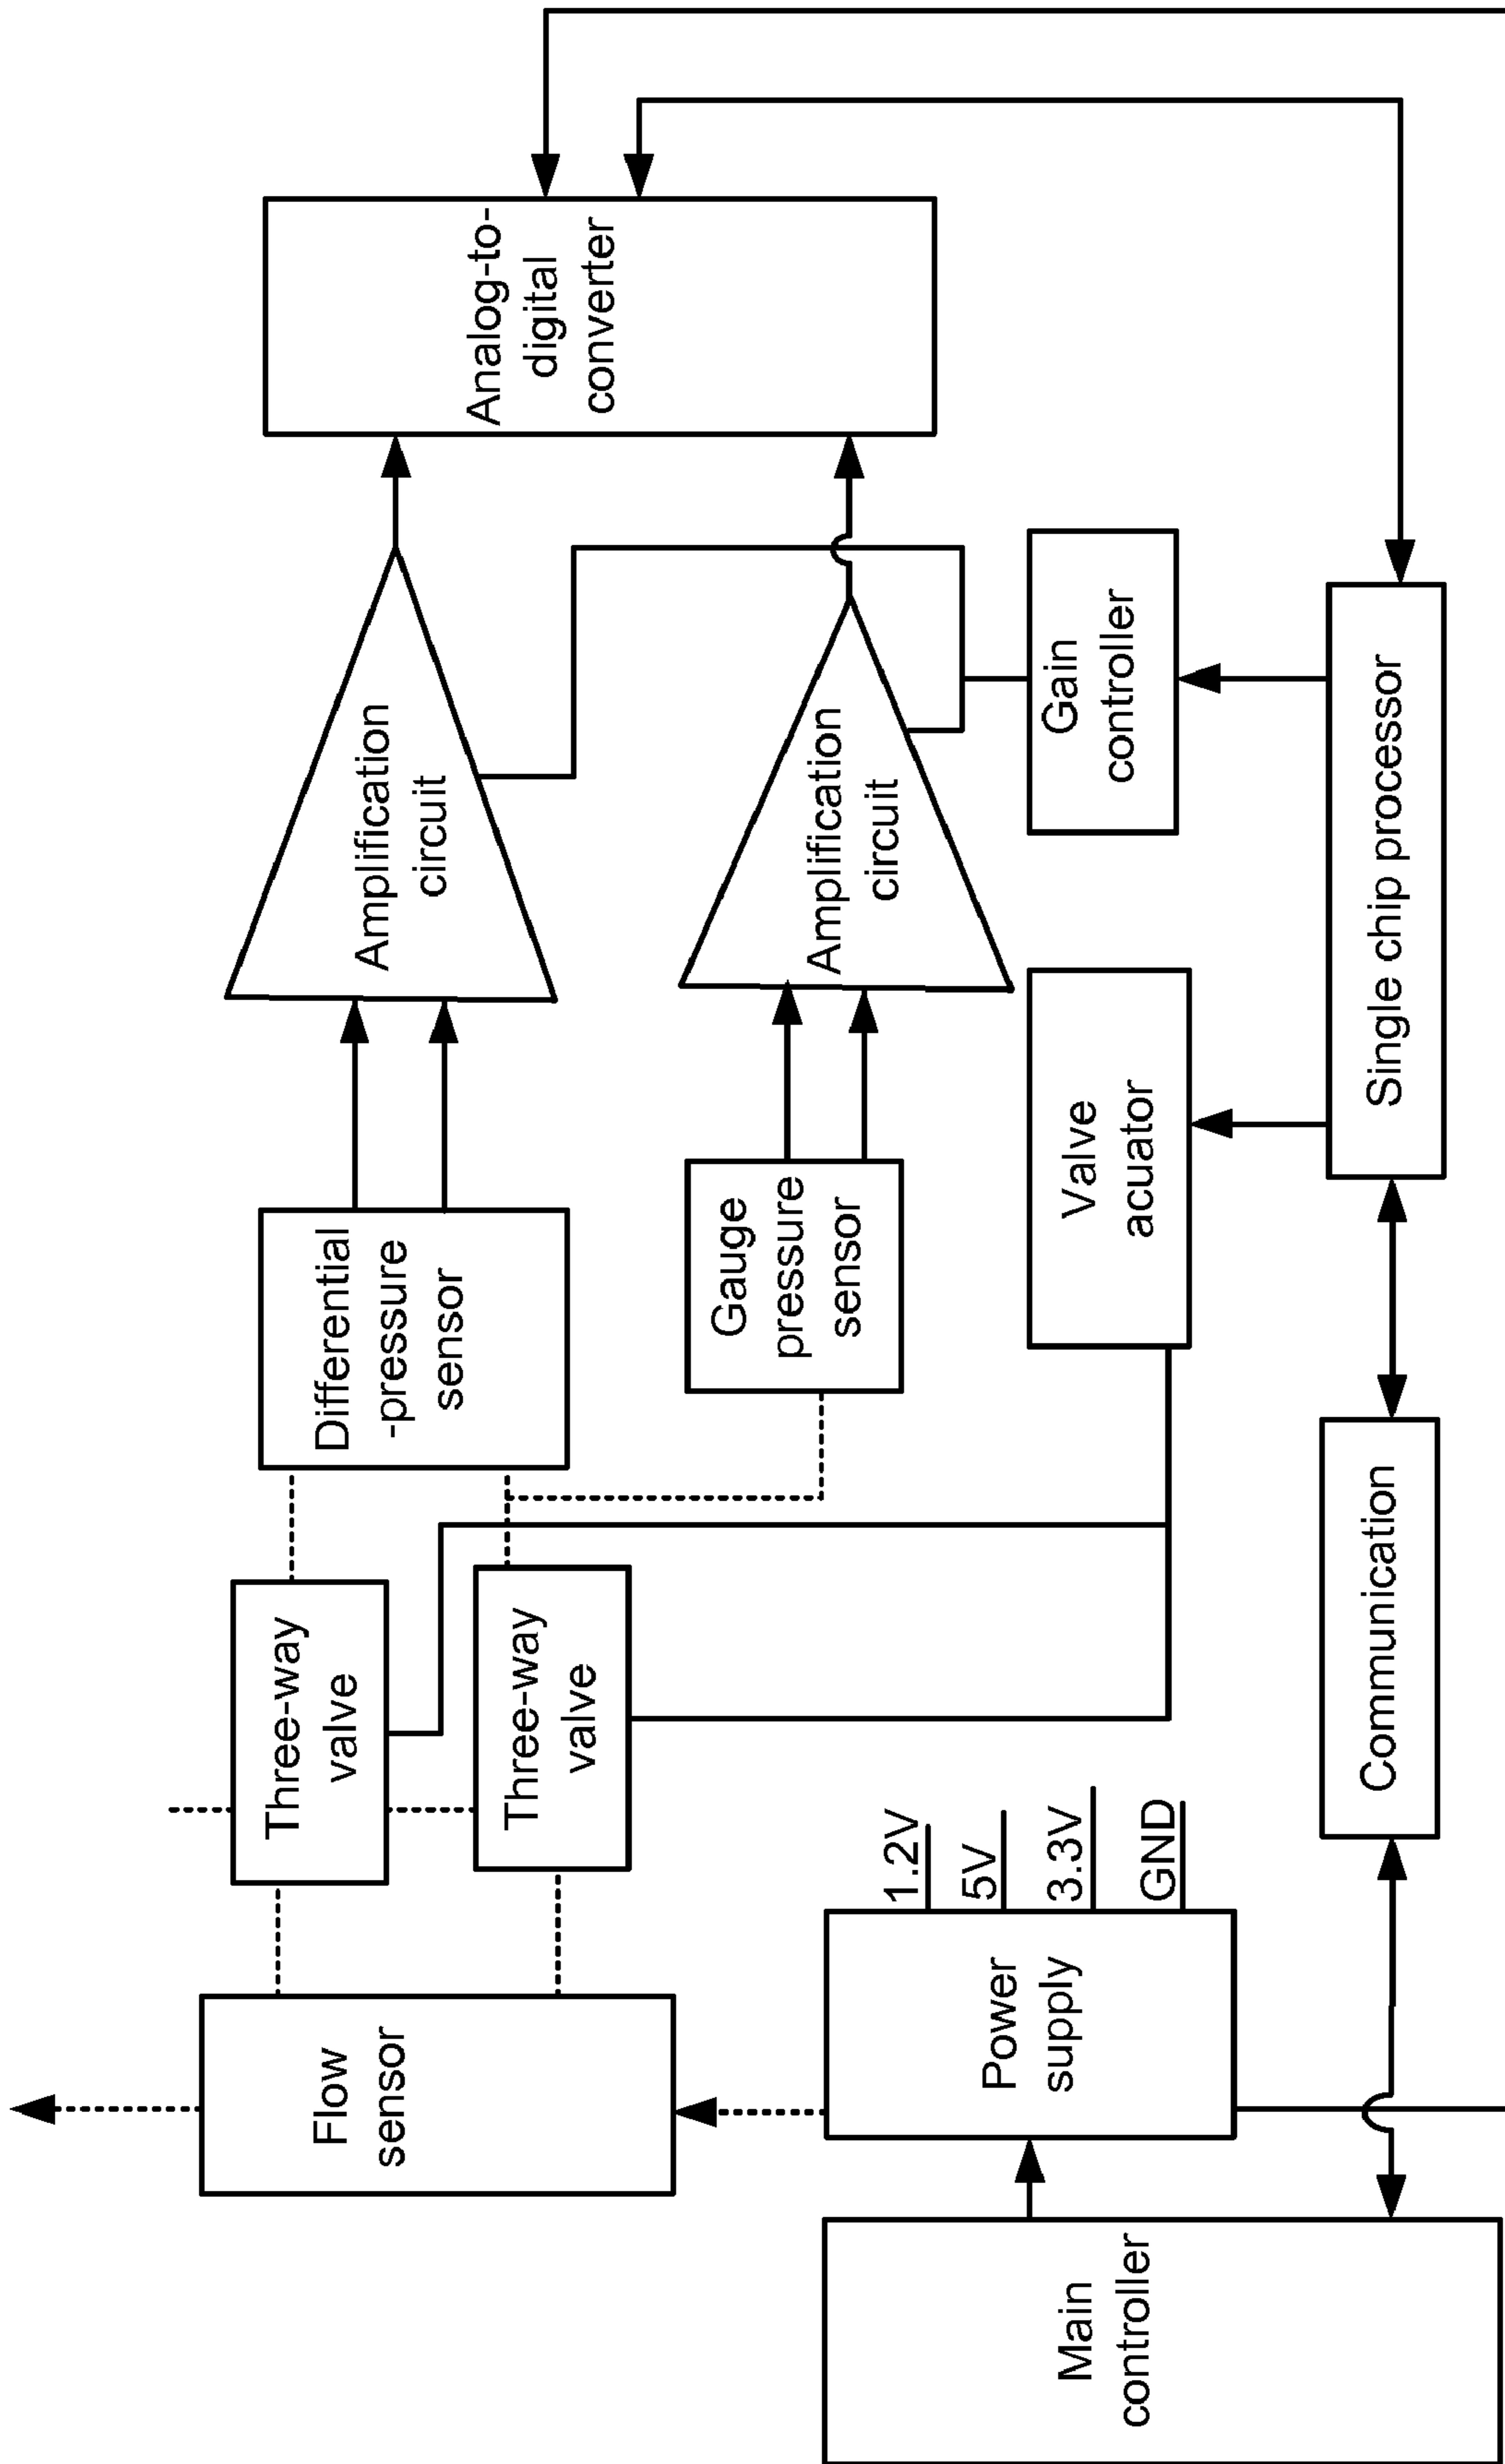 Flow
sensor
Three-way
valve
Three-way
valve
Differential
-pressure
sensor
Amplification
circuit
Analog-to-
digital
converter
Gauge
pressure
sensor
Amplification
circuit
Main
controller
Power
supply
1.2V
5V
3.3V
GND
Valve
acuator
Gain
controller
Communication
Single chip processor